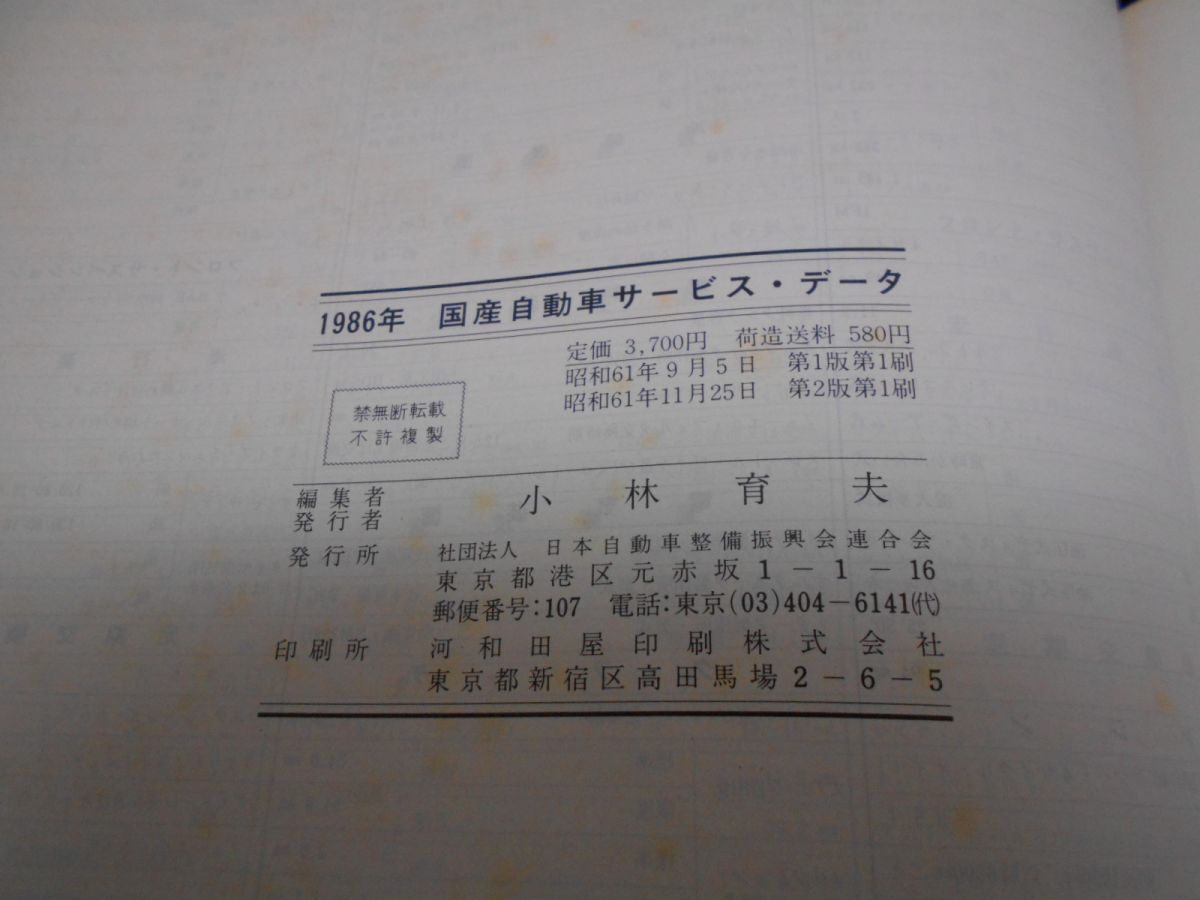 1986年 国産自動車サービス・データ
定価 3,700円 荷造送料 580円
昭和61年9月5日 第1版第1刷
昭和61年11月25日 第2版第1刷
禁無断転載
不許複製
編集者
発行者
小林育夫
発行所 社団法人 日本自動車整備振興会連合会
東京都港区元赤坂1-1-16
郵便番号:107 電話:東京(03)404-6141(代)
印刷所 河和田屋印刷株式会社
東京都新宿区高田馬場2-6-5